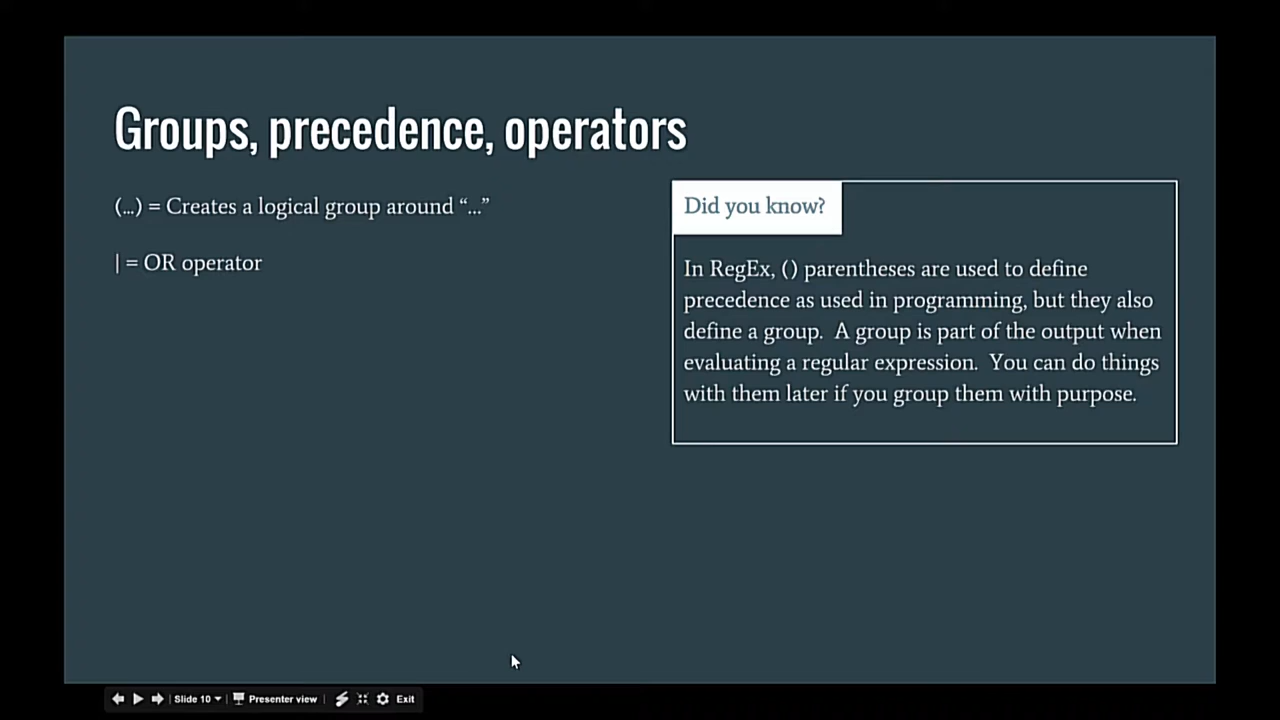 Groups, precedence, operators
(...) = Creates a logical group around “...”
| = OR operator
Did you know?
In RegEx, () parentheses are used to define
precedence as used in programming, but they also
define a group.  A group is part of the output when
evaluating a regular expression.  You can do things
with them later if you group them with purpose.
Slide 10
Presenter view
Exit